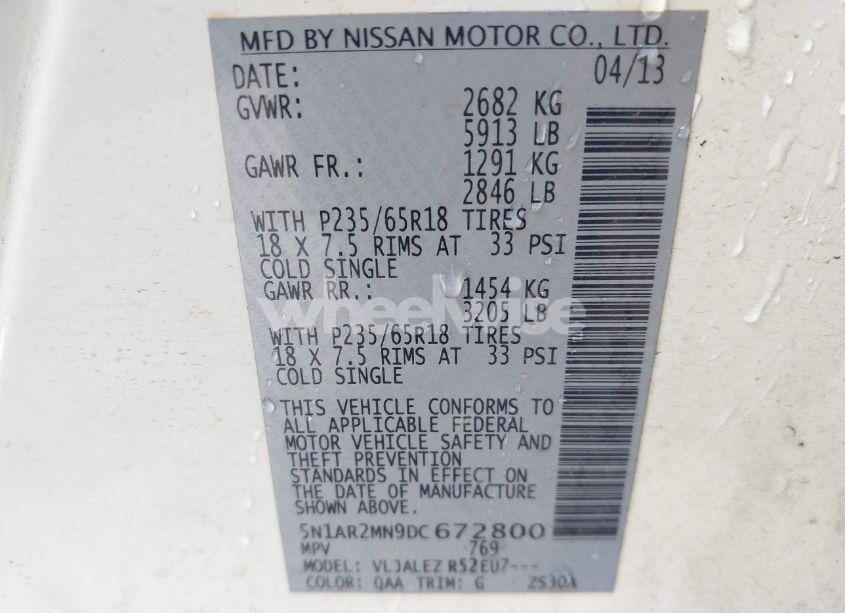 MFD BY NISSAN MOTOR CO., LTD.
DATE: 04/13
GVWR: 2682 KG
5913 LB
GAWR FR.: 1291 KG
2846 LB
WITH P235/65R18 TIRES
18 X 7.5 RIMS AT 33 PSI
COLD SINGLE
GAWR RR.: 1454 KG
3205 LB
WITH P235/65R18 TIRES
18 X 7.5 RIMS AT 33 PSI
COLD SINGLE
THIS VEHICLE CONFORMS TO
ALL APPLICABLE FEDERAL
MOTOR VEHICLE SAFETY AND
THEFT PREVENTION
STANDARDS IN EFFECT ON
THE DATE OF MANUFACTURE
SHOWN ABOVE.
5N1AR2MN9DC672800
MPV 769
MODEL: VLJALEZ R52EU7---
COLOR: QAA TRIM: G ZS30A